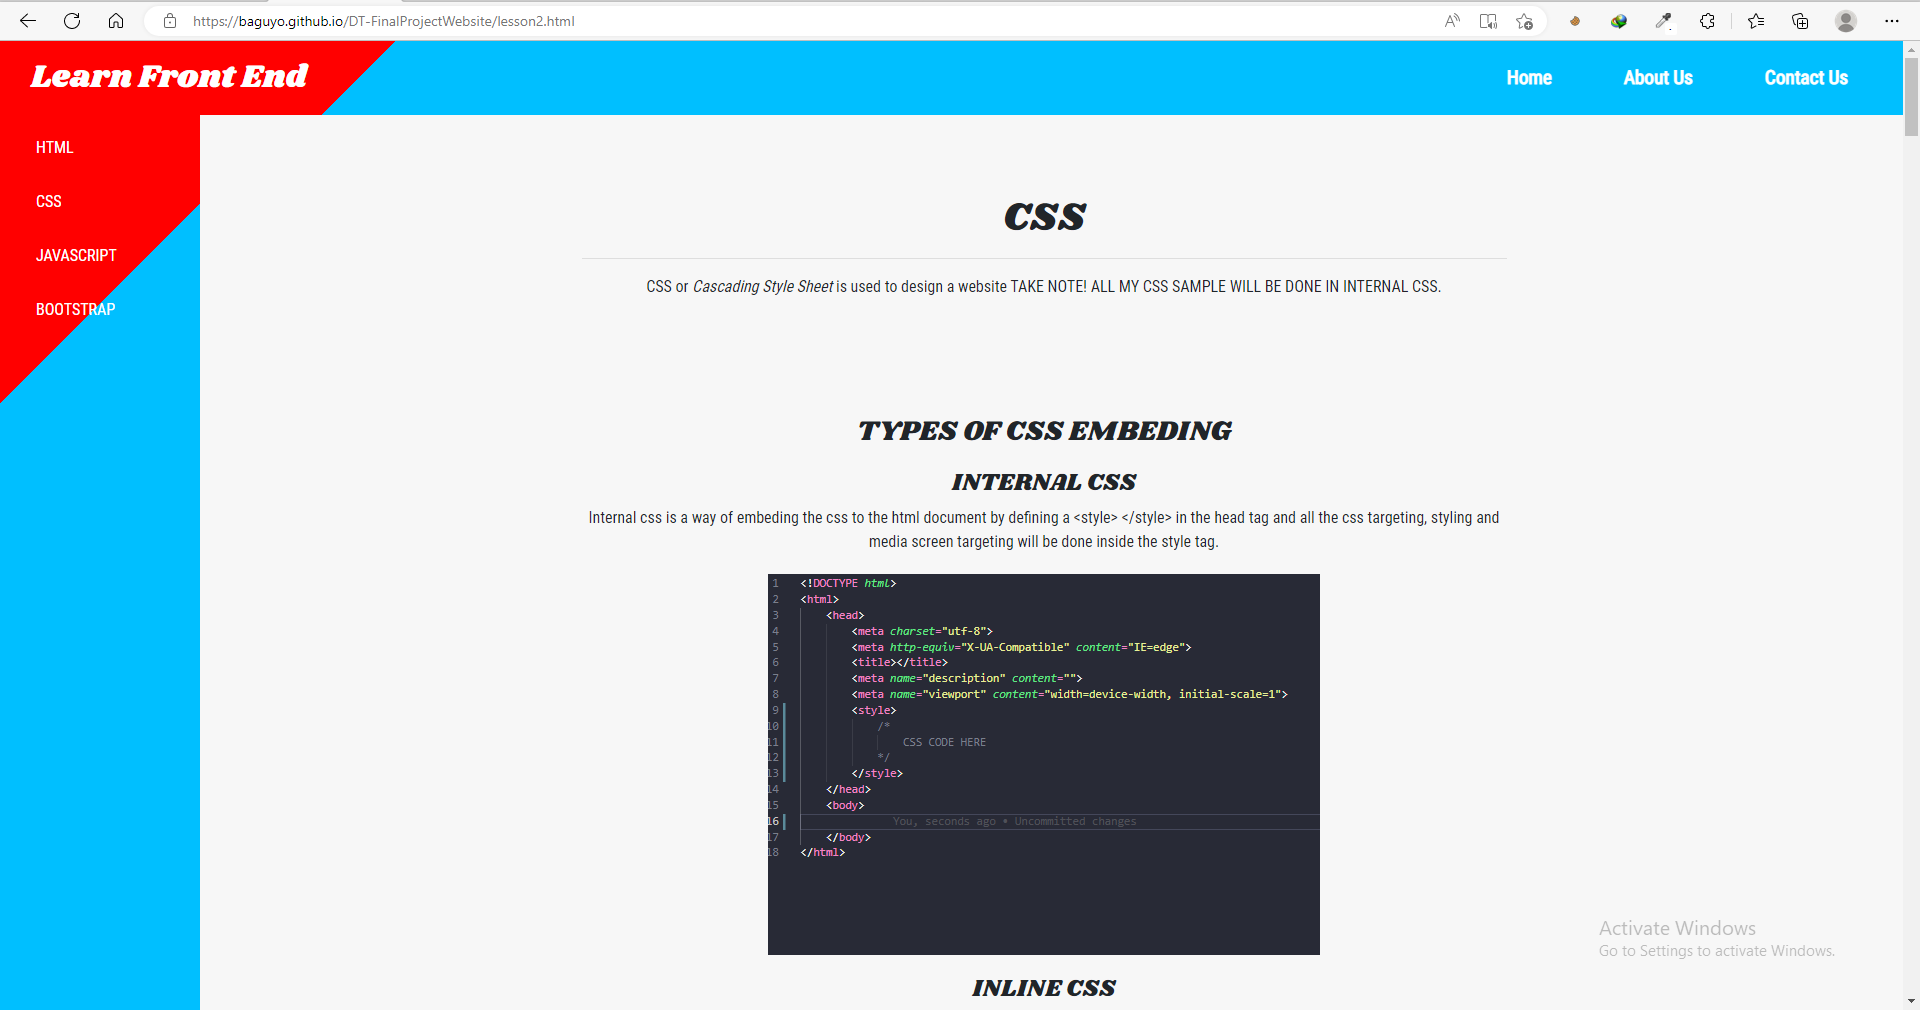 https://baguyo.github.io/DT-FinalProjectWebsite/lesson2.html
Learn Front End
Home About Us Contact Us
HTML
CSS
JAVASCRIPT
BOOTSTRAP
CSS
CSS or Cascading Style Sheet is used to design a website TAKE NOTE! ALL MY CSS SAMPLE WILL BE DONE IN INTERNAL CSS.
TYPES OF CSS EMBEDING
INTERNAL CSS
Internal css is a way of embeding the css to the html document by defining a <style> </style> in the head tag and all the css targeting, styling and
media screen targeting will be done inside the style tag.
1 <!DOCTYPE html>
2 <html>
3 <head>
4 <meta charset="utf-8">
5 <meta http-equiv="X-UA-Compatible" content="IE=edge">
6 <title></title>
7 <meta name="description" content="">
8 <meta name="viewport" content="width=device-width, initial-scale=1">
9 <style>
10 /*
11 CSS CODE HERE
12 */
13 </style>
14 </head>
15 <body>
16 You, seconds ago • Uncommitted changes
17 </body>
18 </html>
Activate Windows
Go to Settings to activate Windows.
INLINE CSS